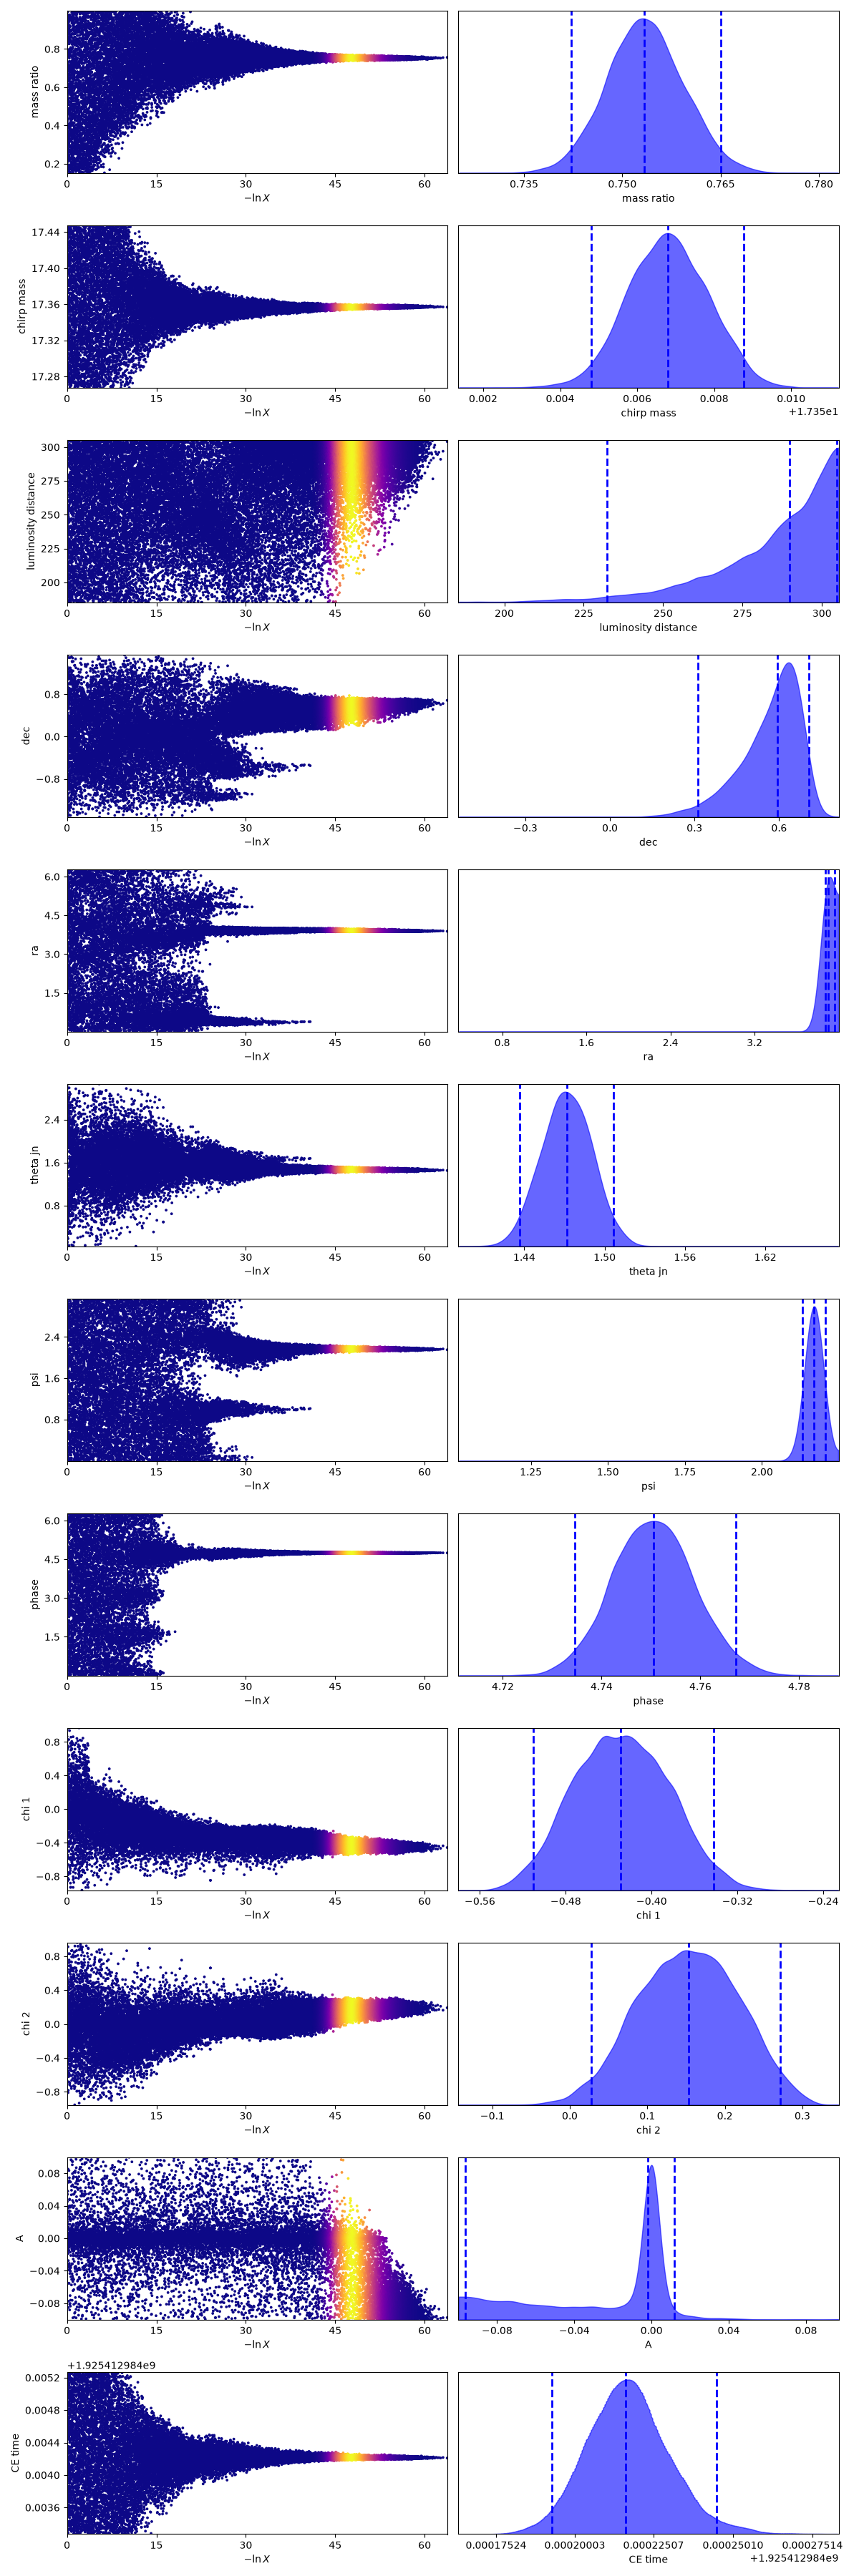 mass ratio
0.8
0.6
0.4
0.2
0 15 30 45 60
−ln X
0.735 0.750 0.765 0.780
mass ratio
chirp mass
17.44
17.40
17.36
17.32
17.28
0 15 30 45 60
−ln X
0.002 0.004 0.006 0.008 0.010
chirp mass
+1.735e1
luminosity distance
300
275
250
225
200
0 15 30 45 60
−ln X
200 225 250 275 300
luminosity distance
dec
0.8
0.0
−0.8
0 15 30 45 60
−ln X
−0.3 0.0 0.3 0.6
dec
ra
6.0
4.5
3.0
1.5
0 15 30 45 60
−ln X
0.8 1.6 2.4 3.2
ra
theta jn
2.4
1.6
0.8
0 15 30 45 60
−ln X
1.44 1.50 1.56 1.62
theta jn
psi
2.4
1.6
0.8
0 15 30 45 60
−ln X
1.25 1.50 1.75 2.00
psi
phase
6.0
4.5
3.0
1.5
0 15 30 45 60
−ln X
4.72 4.74 4.76 4.78
phase
chi 1
0.8
0.4
0.0
−0.4
−0.8
0 15 30 45 60
−ln X
−0.56 −0.48 −0.40 −0.32 −0.24
chi 1
chi 2
0.8
0.4
0.0
−0.4
−0.8
0 15 30 45 60
−ln X
−0.1 0.0 0.1 0.2 0.3
chi 2
A
0.08
0.04
0.00
−0.04
−0.08
0 15 30 45 60
−ln X
−0.08 −0.04 0.00 0.04 0.08
A
+1.925412984e9
CE time
0.0052
0.0048
0.0044
0.0040
0.0036
0 15 30 45 60
−ln X
0.00017524 0.00020003 0.00022507 0.00025010 0.00027514
CE time
+1.925412984e9